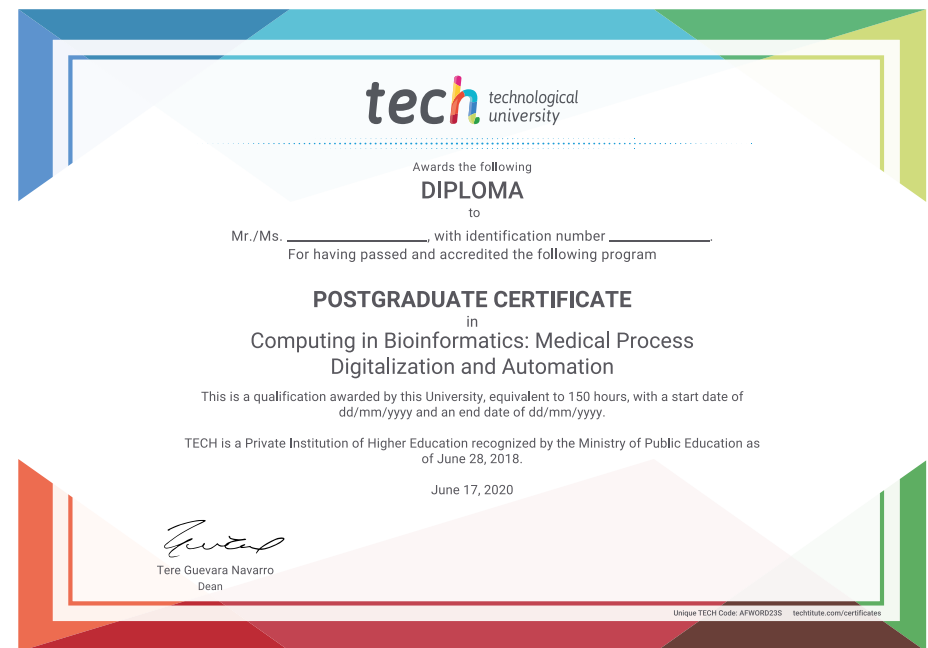 tech technological
university
Awards the following
DIPLOMA
to
Mr./Ms. ____________, with identification number ____________.
For having passed and accredited the following program
POSTGRADUATE CERTIFICATE
in
Computing in Bioinformatics: Medical Process
Digitalization and Automation
This is a qualification awarded by this University, equivalent to 150 hours, with a start date of
dd/mm/yyyy and an end date of dd/mm/yyyy.
TECH is a Private Institution of Higher Education recognized by the Ministry of Public Education as
of June 28, 2018.
June 17, 2020
Tere Guevara Navarro
Dean
Unique TECH Code: AFWORD23S techtitute.com/certificates